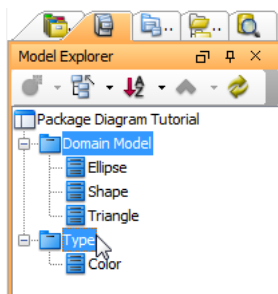 Model Explorer
Package Diagram Tutorial
Domain Model
Ellipse
Shape
Triangle
Type
Color